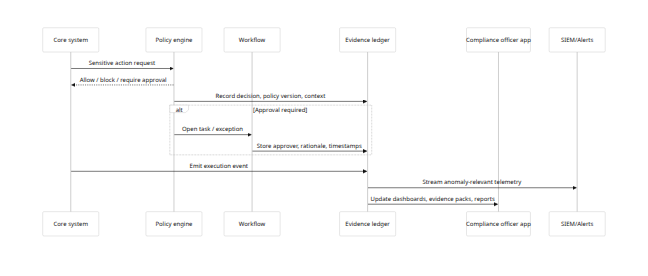 Core system
Policy engine
Workflow
Evidence ledger
Compliance officer app
SIEM/Alerts
Sensitive action request
Allow / block / require approval
Record decision, policy version, context
alt
[Approval required]
Open task / exception
Store approver, rationale, timestamps
Emit execution event
Stream anomaly-relevant telemetry
Update dashboards, evidence packs, reports
Core system
Policy engine
Workflow
Evidence ledger
Compliance officer app
SIEM/Alerts